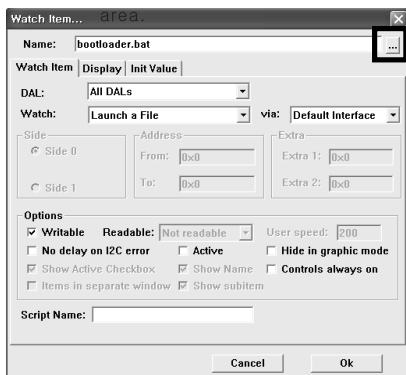 area.
Watch Item...
Name: bootloader.bat ...
Watch Item Display Init Value
DAL: All DALs
Watch: Launch a File via: Default Interface
Side Address Extra
Side 0 From: 0x0 Extra 1: 0x0
Side 1 To: 0x0 Extra 2: 0x0
Options
Writable Readable: Not readable User speed: 200
No delay on I2C error Active Hide in graphic mode
Show Active Checkbox Show Name Controls always on
Items in separate window Show subitem
Script Name:
Cancel Ok